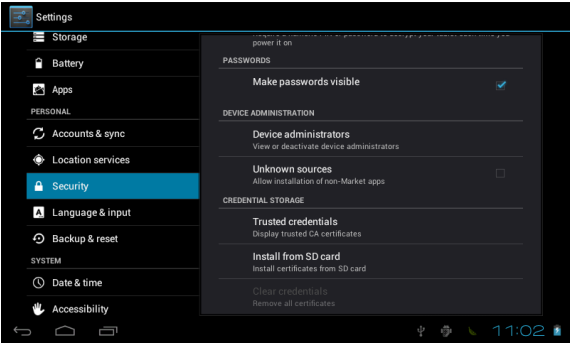 Settings
Storage
Battery
Apps
PERSONAL
Accounts & sync
Location services
Security
Language & input
A
Backup & reset
SYSTEM
Date & time
Accessibility
power it on
PASSWORDS
Make passwords visible
DEVICE ADMINISTRATION
Device administrators
View or deactivate device administrators
Unknown sources
Allow installation of non-Market apps
CREDENTIAL STORAGE
Trusted credentials
Display trusted CA certificates
Install from SD card
Install certificates from SD card
Clear credentials
Remove all certificates
11:02